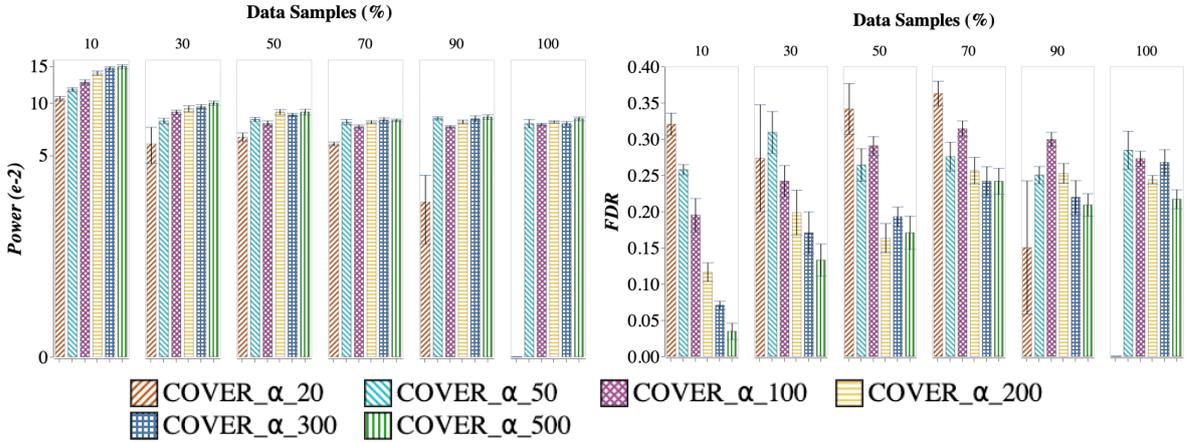 Data Samples (%)
10 30 50 70 90 100
15
10
5
0
Power (e-2)
Data Samples (%)
10 30 50 70 90 100
0.40
0.35
0.30
0.25
0.20
0.15
0.10
0.05
0.00
FDR
COVER_α_20 COVER_α_50 COVER_α_100 COVER_α_200
COVER_α_300 COVER_α_500